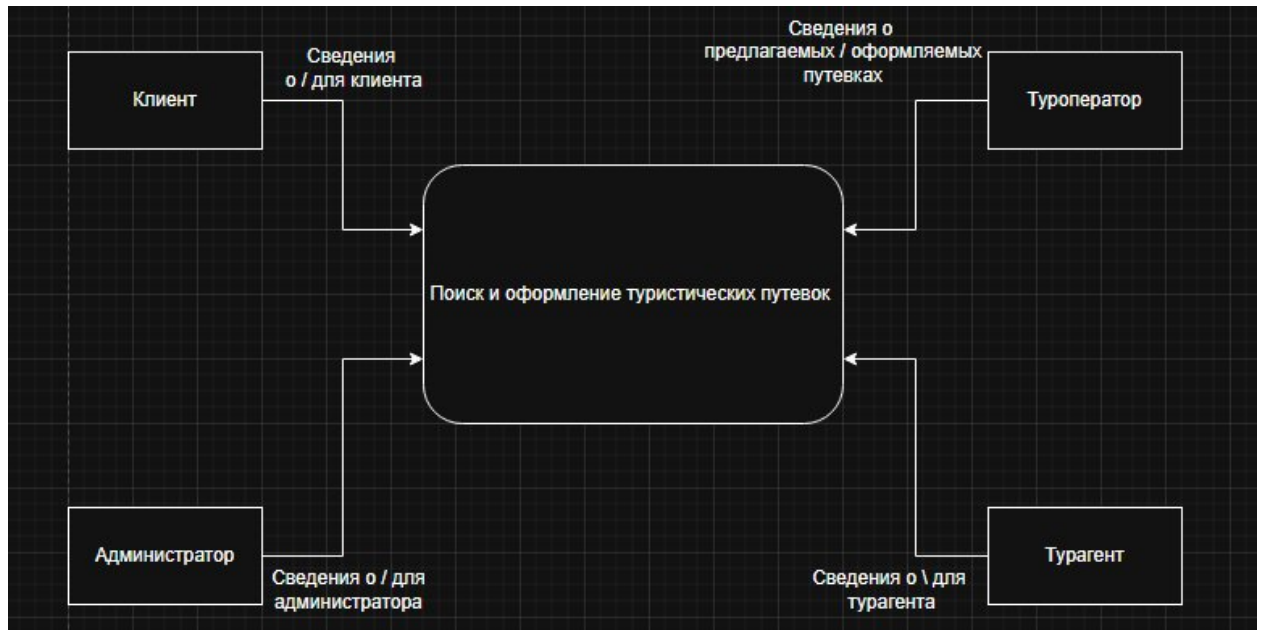 Сведения
о / для клиента
Клиент
Сведения о
предлагаемых / оформляемых
путевках
Туроператор
Поиск и оформление туристических путевок
Администратор
Сведения о / для
администратора
Сведения о \ для
турагента
Турагент